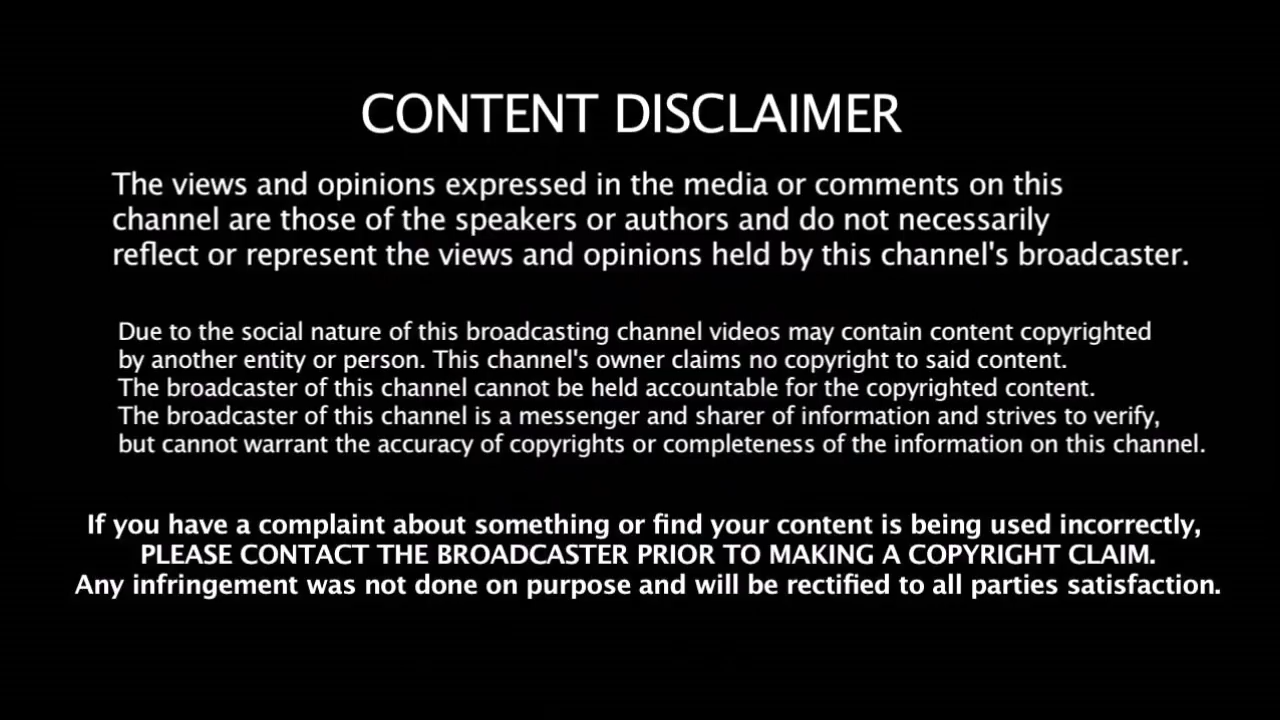 CONTENT DISCLAIMER
The views and opinions expressed in the media or comments on this
channel are those of the speakers or authors and do not necessarily
reflect or represent the views and opinions held by this channel's broadcaster.
Due to the social nature of this broadcasting channel videos may contain content copyrighted
by another entity or person. This channel's owner claims no copyright to said content.
The broadcaster of this channel cannot be held accountable for the copyrighted content.
The broadcaster of this channel is a messenger and sharer of information and strives to verify,
but cannot warrant the accuracy of copyrights or completeness of the information on this channel.
If you have a complaint about something or find your content is being used incorrectly,
PLEASE CONTACT THE BROADCASTER PRIOR TO MAKING A COPYRIGHT CLAIM.
Any infringement was not done on purpose and will be rectified to all parties satisfaction.